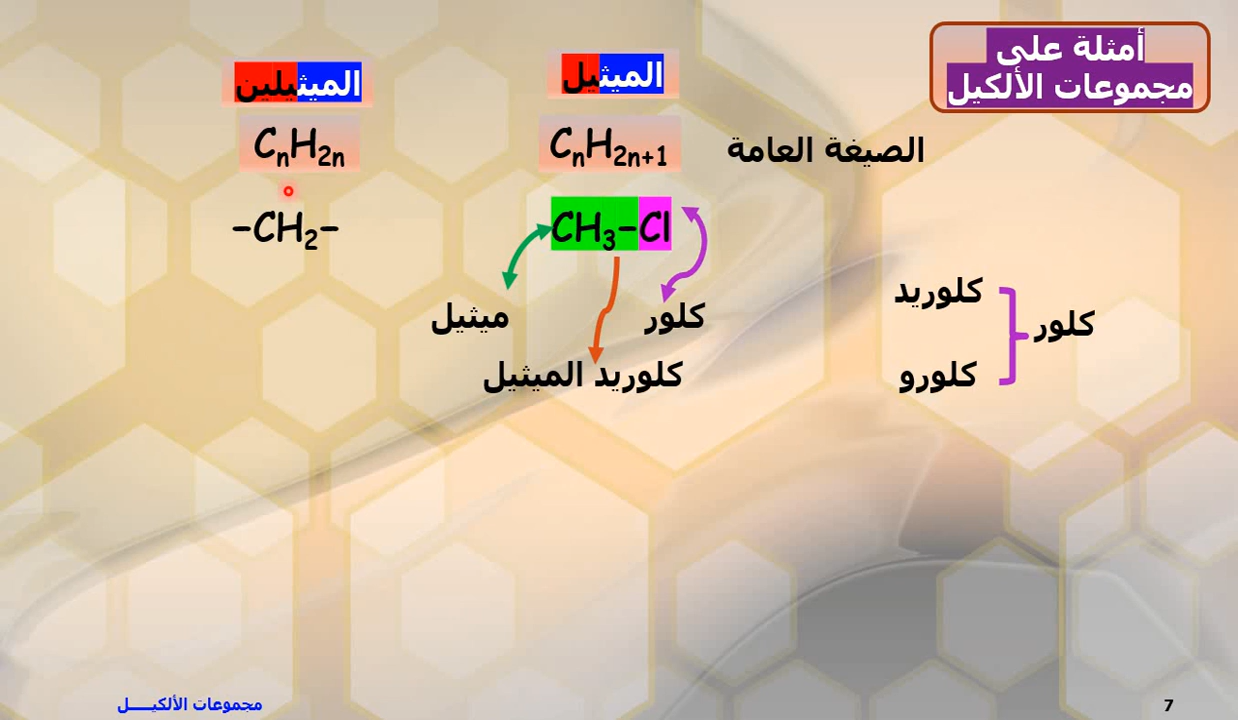 أمثلة على
مجموعات الألكيل
الميثيل
الميثيلين
الصيغة العامة
CnH2n+1
CnH2n
CH3–Cl
–CH2–
كلوريد
كلور
كلورو
كلور
ميثيل
كلوريد الميثيل
7
مجموعات الألكيــــل